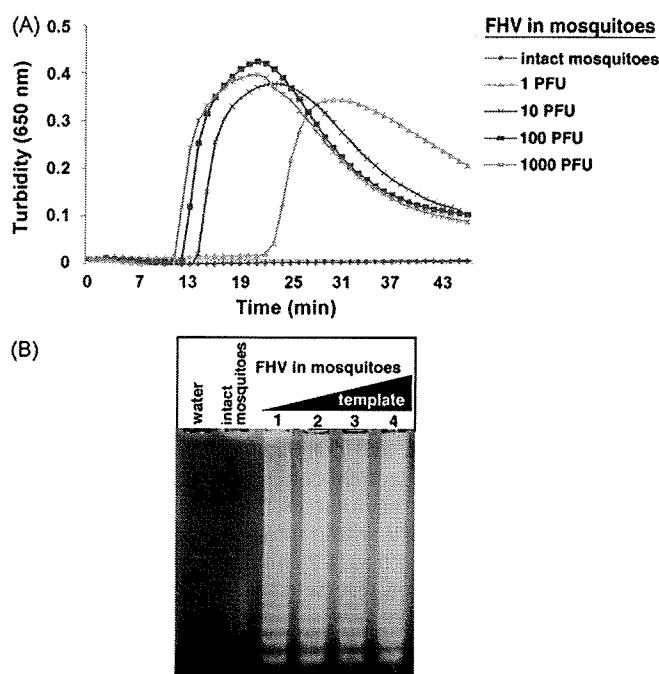 (A)
0.5
0.4
0.3
0.2
0.1
0
Turbidity (650 nm)
0 7 13 19 25 31 37 43
Time (min)
FHV in mosquitoes
intact mosquitoes
1 PFU
10 PFU
100 PFU
1000 PFU
(B)
water
intact
mosquitoes
FHV in mosquitoes
template
1 2 3 4